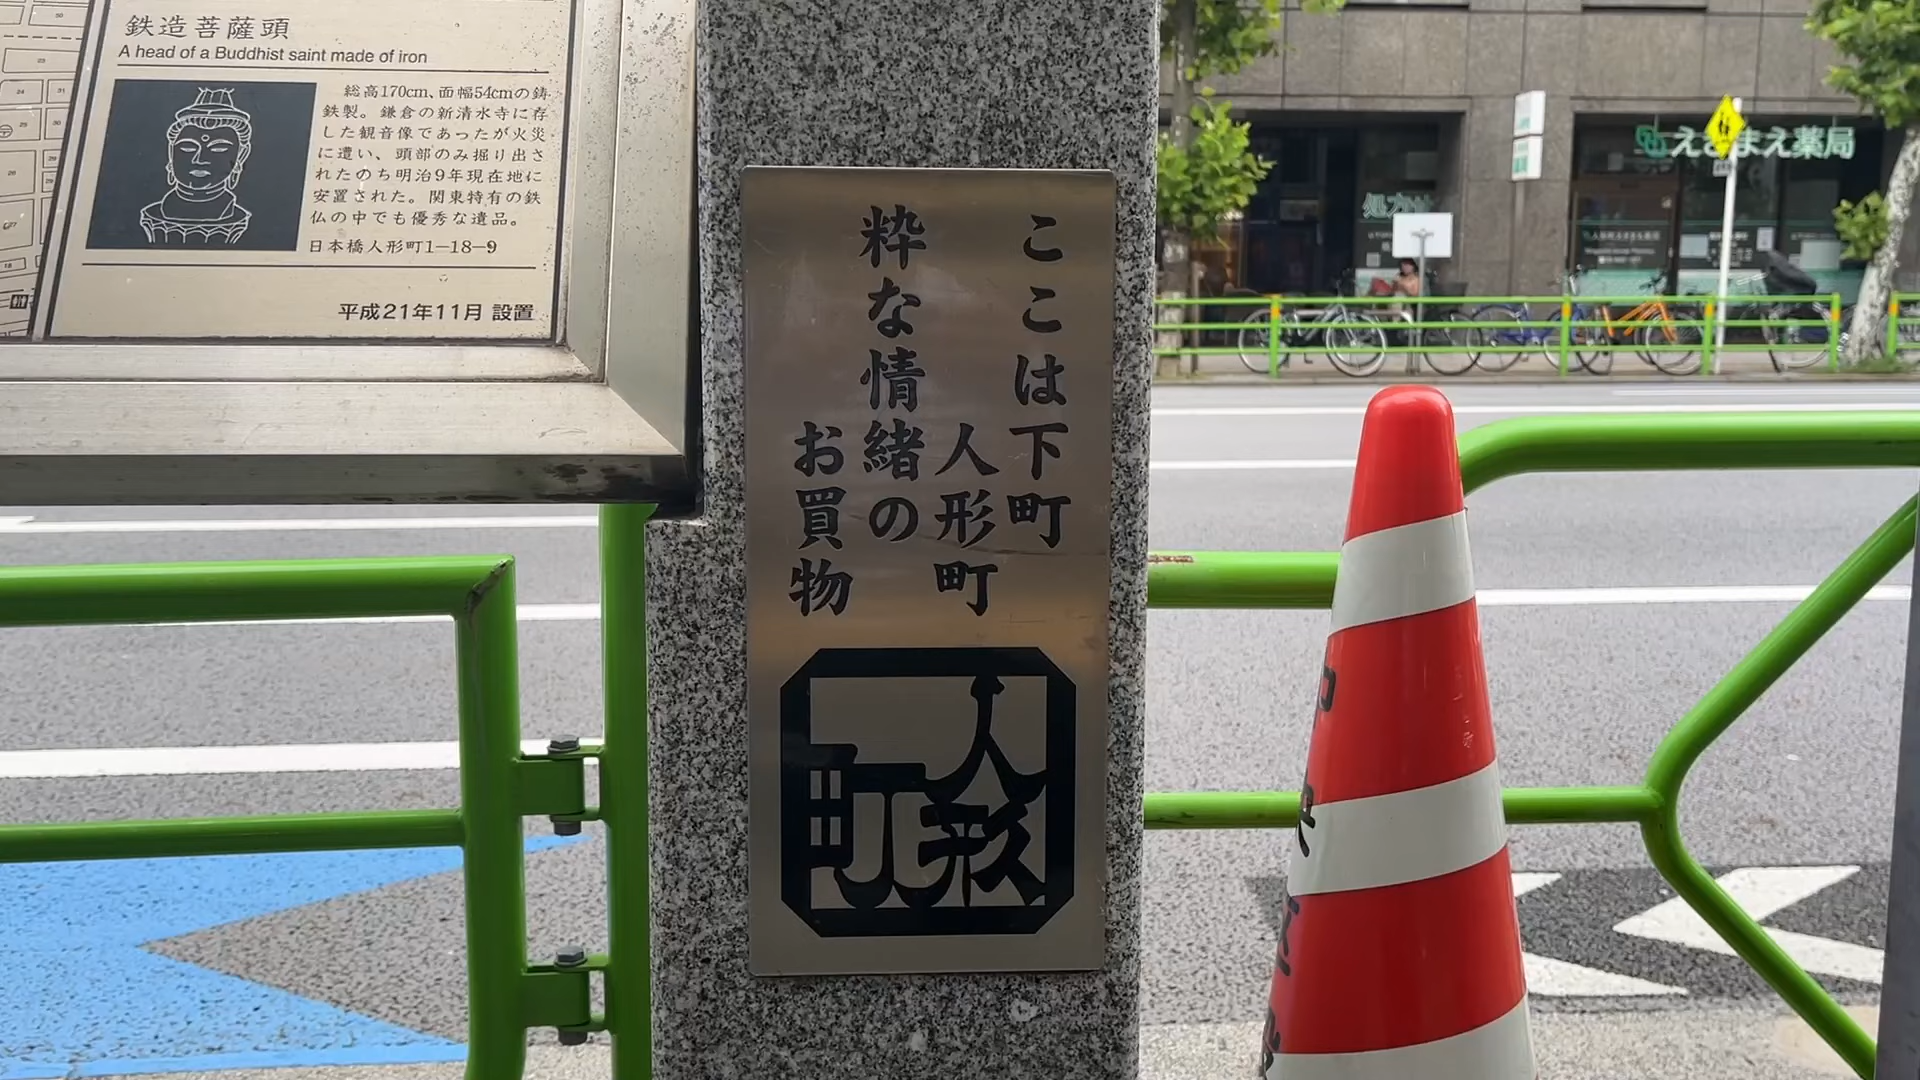 鉄造菩薩頭
A head of a Buddhist saint made of iron
総高170cm、面幅54cmの鋳
鉄製。鎌倉の新清水寺に存
した観音像であったが火災
に遭い、頭部のみ掘り出さ
れたのち明治9年現在地に
安置された。関東特有の鉄
仏の中でも優秀な遺品。
日本橋人形町1-18-9
平成21年11月 設置
ここは下町
人形町
粋な情緒の
お買物
人形町
薬局